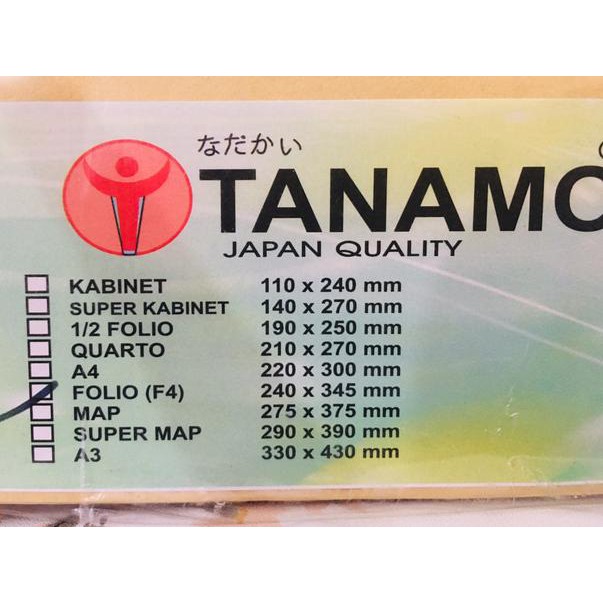 なだかい
TANAMO
JAPAN QUALITY
KABINET 110 x 240 mm
SUPER KABINET 140 x 270 mm
1/2 FOLIO 190 x 250 mm
QUARTO 210 x 270 mm
A4 220 x 300 mm
FOLIO (F4) 240 x 345 mm
MAP 275 x 375 mm
SUPER MAP 290 x 390 mm
A3 330 x 430 mm